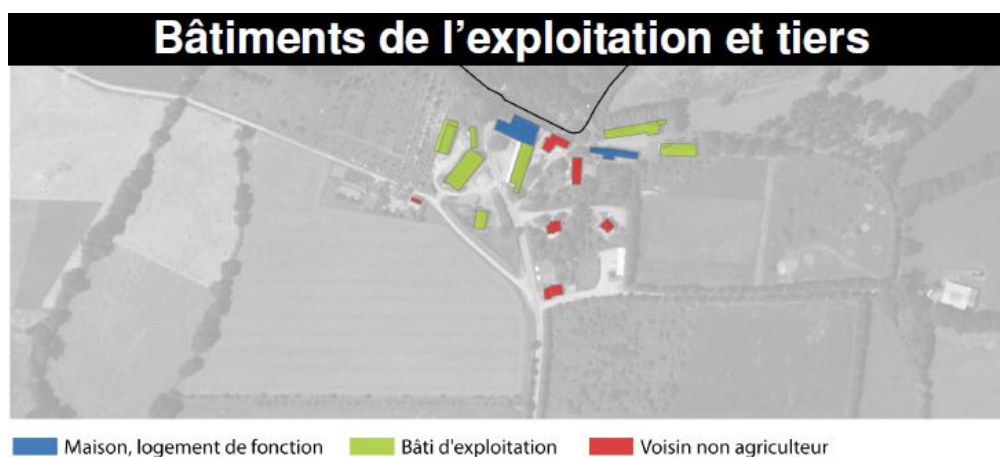 Bâtiments de l'exploitation et tiers
Maison, logement de fonction Bâti d'exploitation Voisin non agriculteur